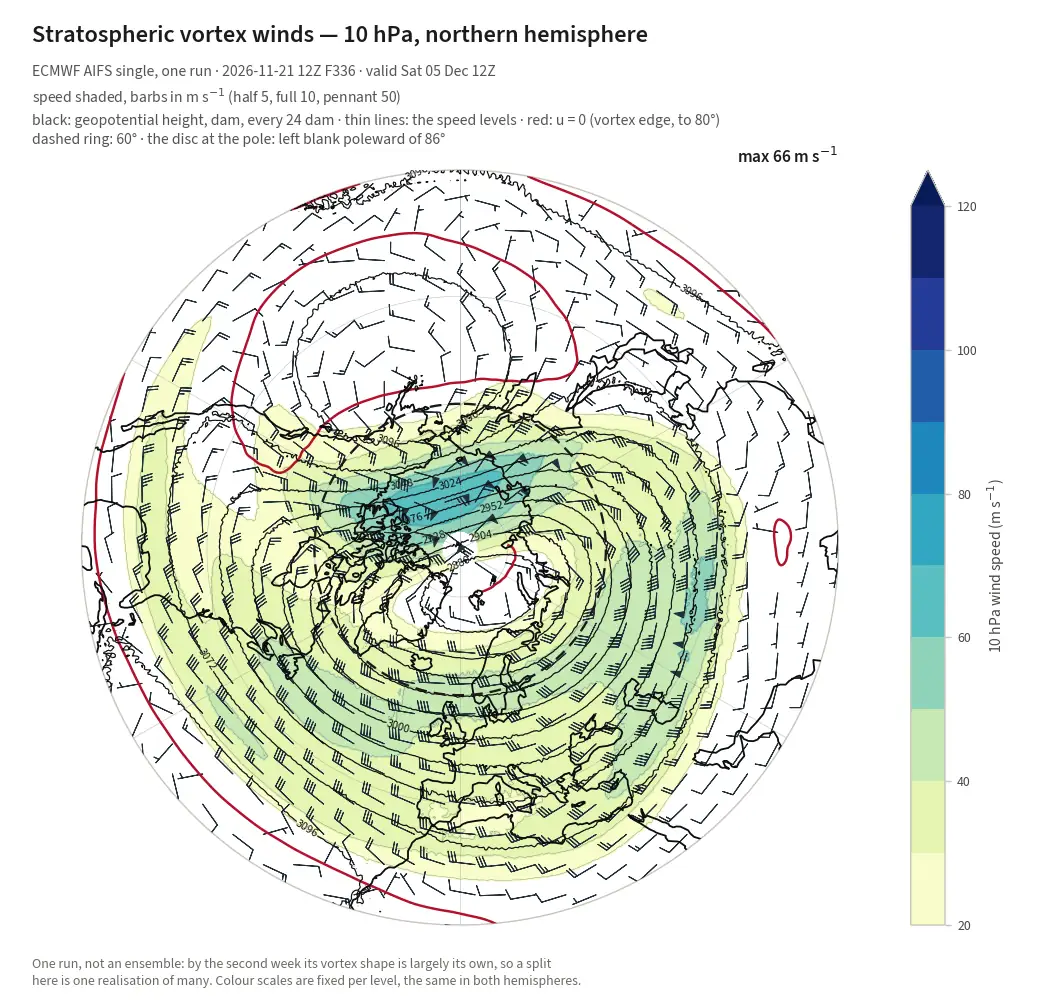 Stratospheric vortex winds — 10 hPa, northern hemisphere
ECMWF AIFS single, one run · 2026-11-21 12Z F336 · valid Sat 05 Dec 12Z
speed shaded, barbs in m s⁻¹ (half 5, full 10, pennant 50)
black: geopotential height, dam, every 24 dam · thin lines: the speed levels · red: u = 0 (vortex edge, to 80°)
dashed ring: 60° · the disc at the pole: left blank poleward of 86°
max 66 m s⁻¹
120
100
80
60
40
20
10 hPa wind speed (m s⁻¹)
3096
3096
3024
2952
2904
3072
3000
3096
One run, not an ensemble: by the second week its vortex shape is largely its own, so a split
here is one realisation of many. Colour scales are fixed per level, the same in both hemispheres.